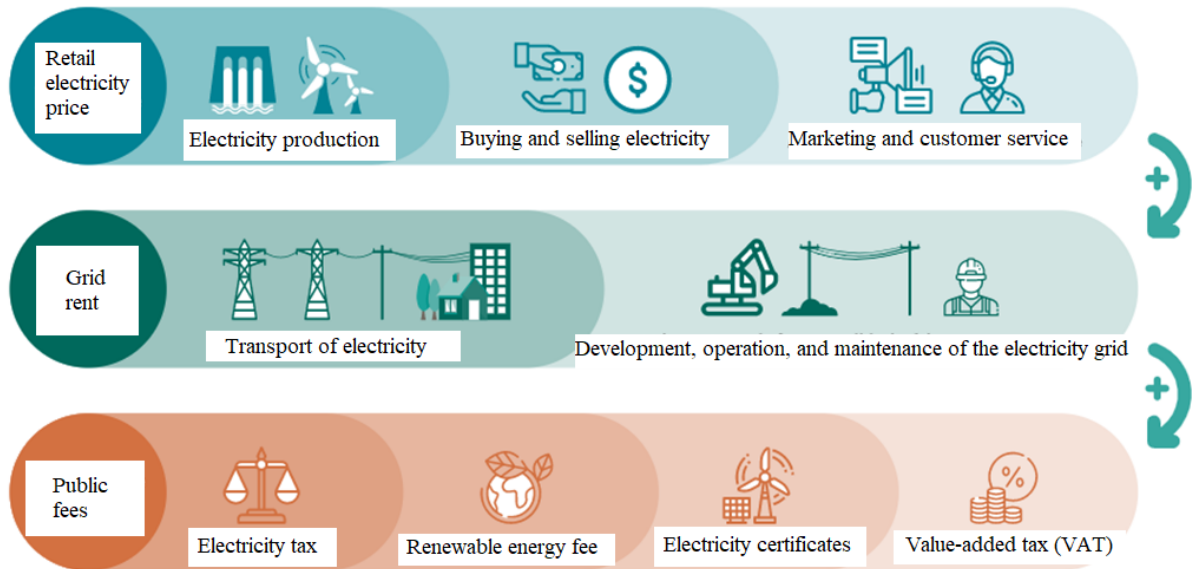 Retail
electricity
price
Electricity production
Buying and selling electricity
$
Marketing and customer service
+
Grid
rent
Transport of electricity
Development, operation, and maintenance of the electricity grid
+
Public
fees
Electricity tax
Renewable energy fee
Electricity certificates
%
Value-added tax (VAT)